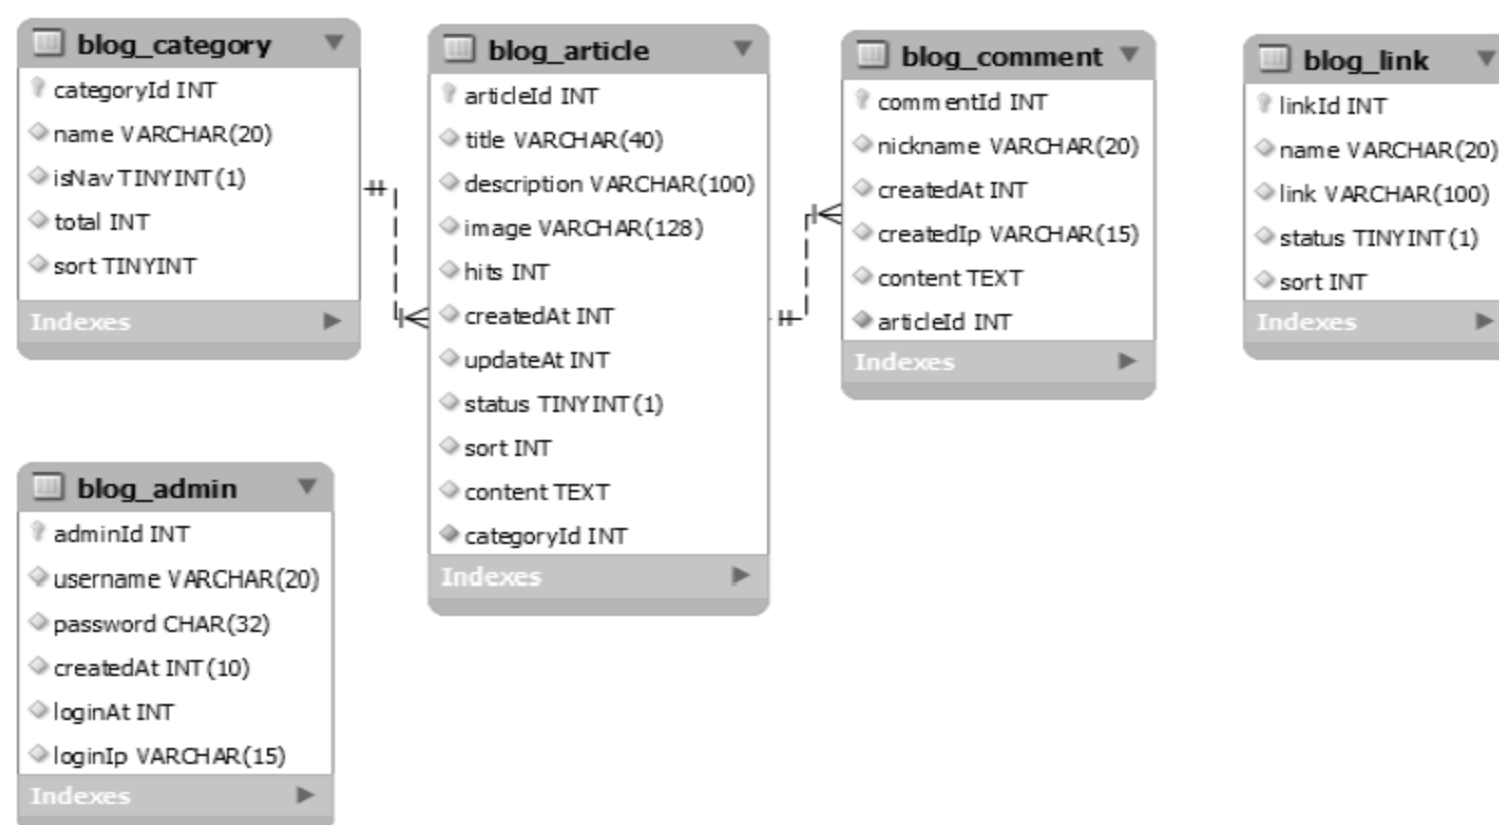 blog_category
categoryId INT
name VARCHAR(20)
isNav TINYINT(1)
total INT
sort TINYINT
Indexes
blog_article
articleId INT
title VARCHAR(40)
description VARCHAR(100)
image VARCHAR(128)
hits INT
createdAt INT
updateAt INT
status TINYINT(1)
sort INT
content TEXT
categoryId INT
Indexes
blog_comment
commentId INT
nickname VARCHAR(20)
createdAt INT
createdIp VARCHAR(15)
content TEXT
articleId INT
Indexes
blog_link
linkId INT
name VARCHAR(20)
link VARCHAR(100)
status TINYINT(1)
sort INT
Indexes
blog_admin
adminId INT
username VARCHAR(20)
password CHAR(32)
createdAt INT(10)
loginAt INT
loginIp VARCHAR(15)
Indexes